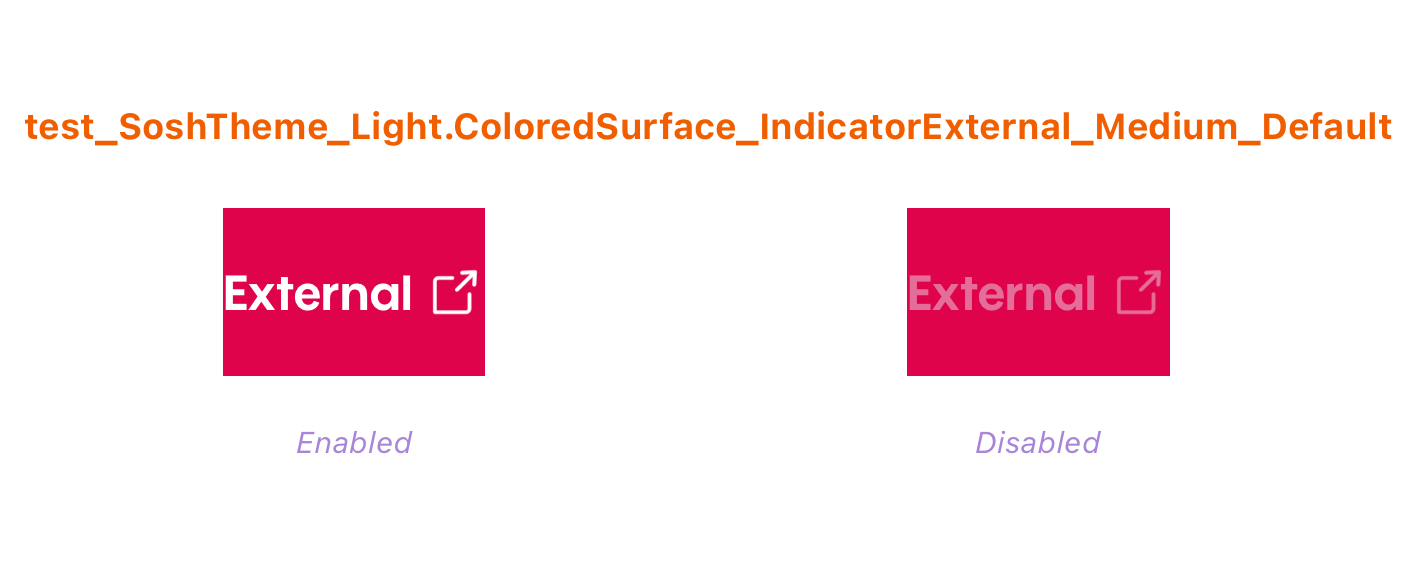 test_SoshTheme_Light.ColoredSurface_IndicatorExternal_Medium_Default
External
External
Enabled
Disabled